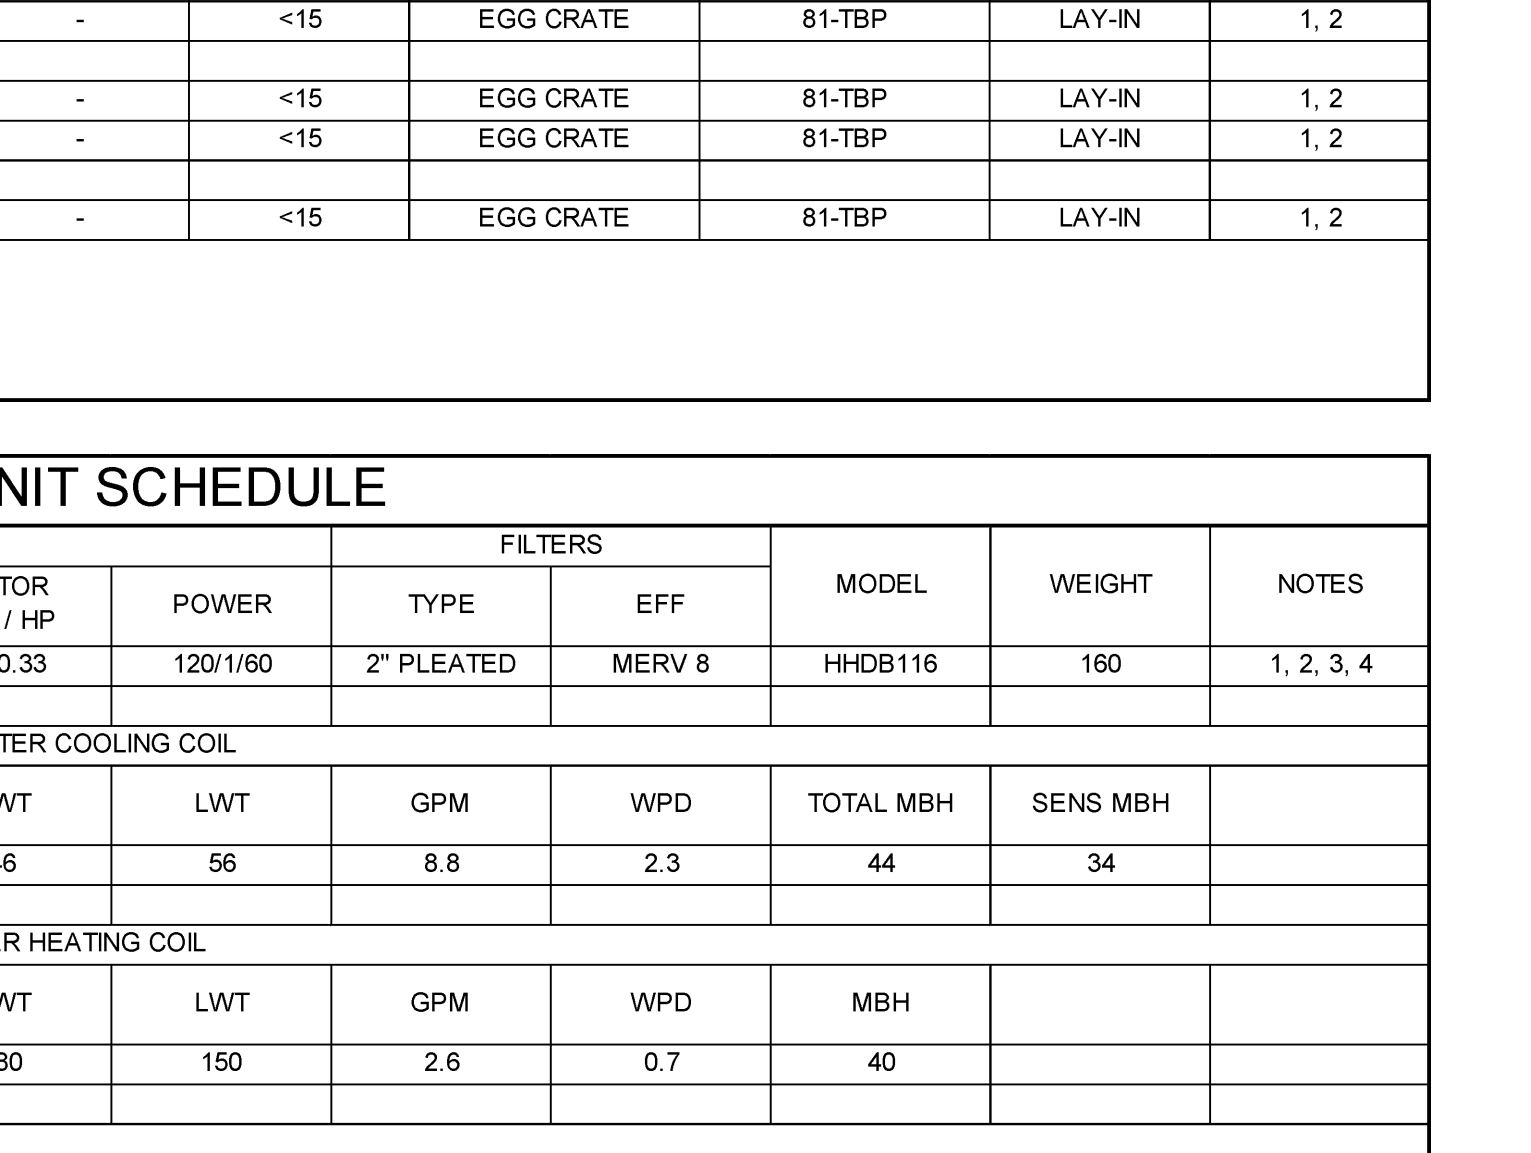 - <15 EGG CRATE 81-TBP LAY-IN 1, 2
- <15 EGG CRATE 81-TBP LAY-IN 1, 2
- <15 EGG CRATE 81-TBP LAY-IN 1, 2
- <15 EGG CRATE 81-TBP LAY-IN 1, 2
NIT SCHEDULE
FILTERS
TOR
/ HP
POWER TYPE EFF MODEL WEIGHT NOTES
0.33 120/1/60 2" PLEATED MERV 8 HHDB116 160 1, 2, 3, 4
TER COOLING COIL
WT LWT GPM WPD TOTAL MBH SENS MBH
6 56 8.8 2.3 44 34
R HEATING COIL
WT LWT GPM WPD MBH
80 150 2.6 0.7 40